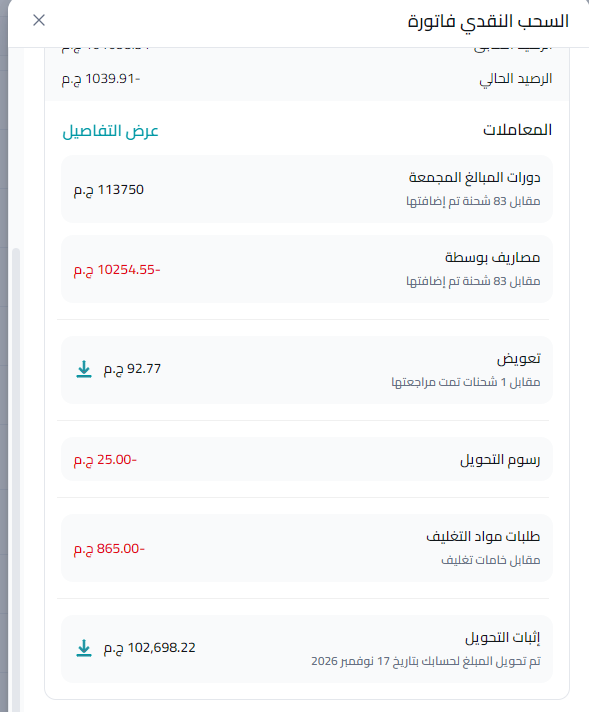 السحب النقدي فاتورة
الرصيد الحالي
-1039.91 ج.م
المعاملات
عرض التفاصيل
دورات المبالغ المجمعة
مقابل 83 شحنة تم إضافتها
113750 ج.م
مصاريف بوسطة
مقابل 83 شحنة تم إضافتها
-10254.55 ج.م
تعويض
مقابل 1 شحنات تمت مراجعتها
92.77 ج.م
رسوم التحويل
-25.00 ج.م
طلبات مواد التغليف
مقابل خامات تغليف
-865.00 ج.م
إثبات التحويل
تم تحويل المبلغ لحسابك بتاريخ 17 نوفمبر 2026
102,698.22 ج.م